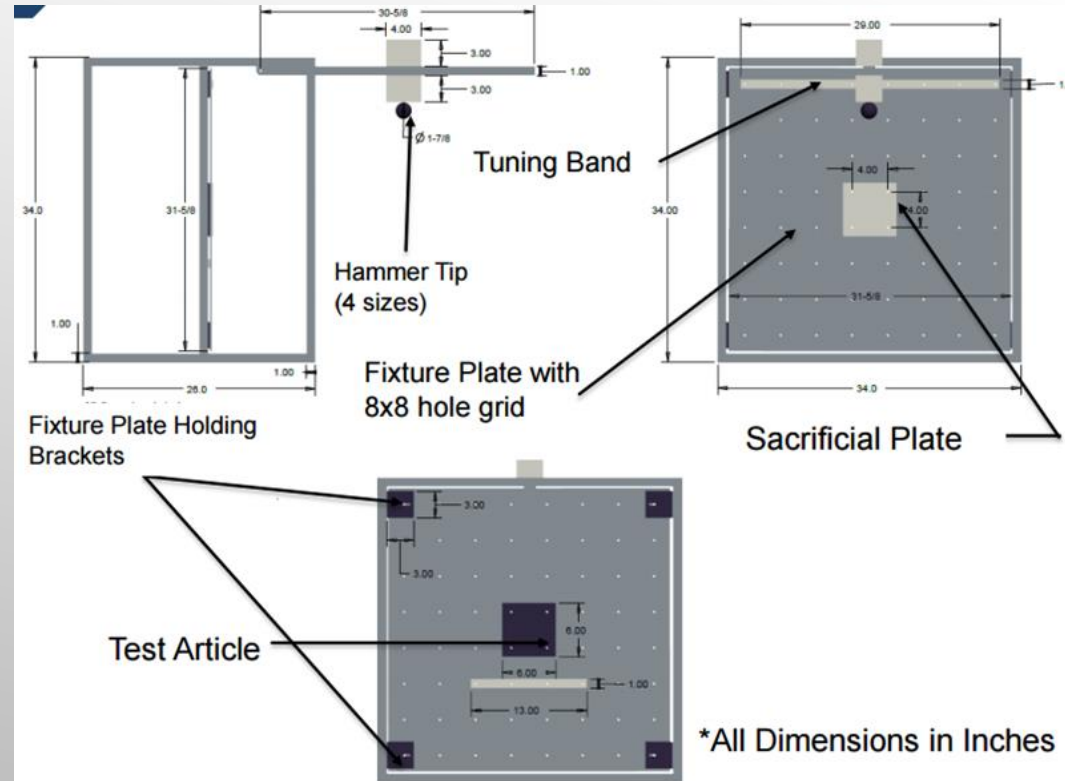 30-5/8
4.00
3.00
1.00
3.00
Ø 1-7/8
34.0
31-5/8
1.00
1.00
26.0
Hammer Tip
(4 sizes)
29.00
Tuning Band
4.00
4.00
34.00
31-5/8
34.0
Fixture Plate with
8x8 hole grid
Sacrificial Plate
Fixture Plate Holding
Brackets
3.00
3.00
Test Article
6.00
6.00
1.00
13.00
*All Dimensions in Inches